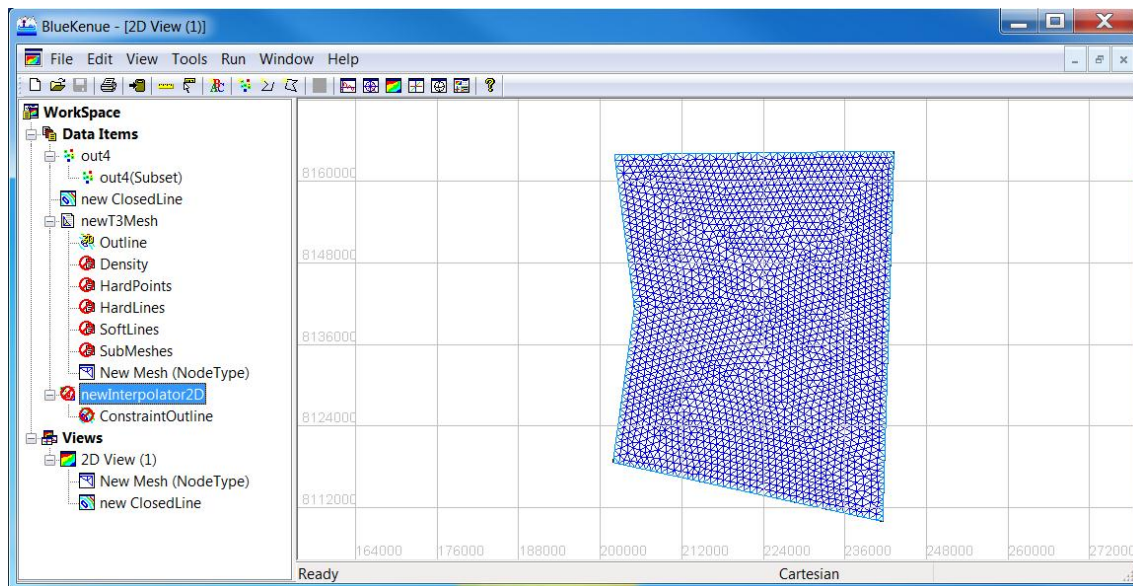 BlueKenue - [2D View (1)]
File Edit View Tools Run Window Help
WorkSpace
Data Items
out4
out4(Subset)
new ClosedLine
newT3Mesh
Outline
Density
HardPoints
HardLines
SoftLines
SubMeshes
New Mesh (NodeType)
newInterpolator2D
ConstraintOutline
Views
2D View (1)
New Mesh (NodeType)
new ClosedLine
8160000
8148000
8136000
8124000
8112000
164000 176000 188000 200000 212000 224000 236000 248000 260000 272000
Ready Cartesian